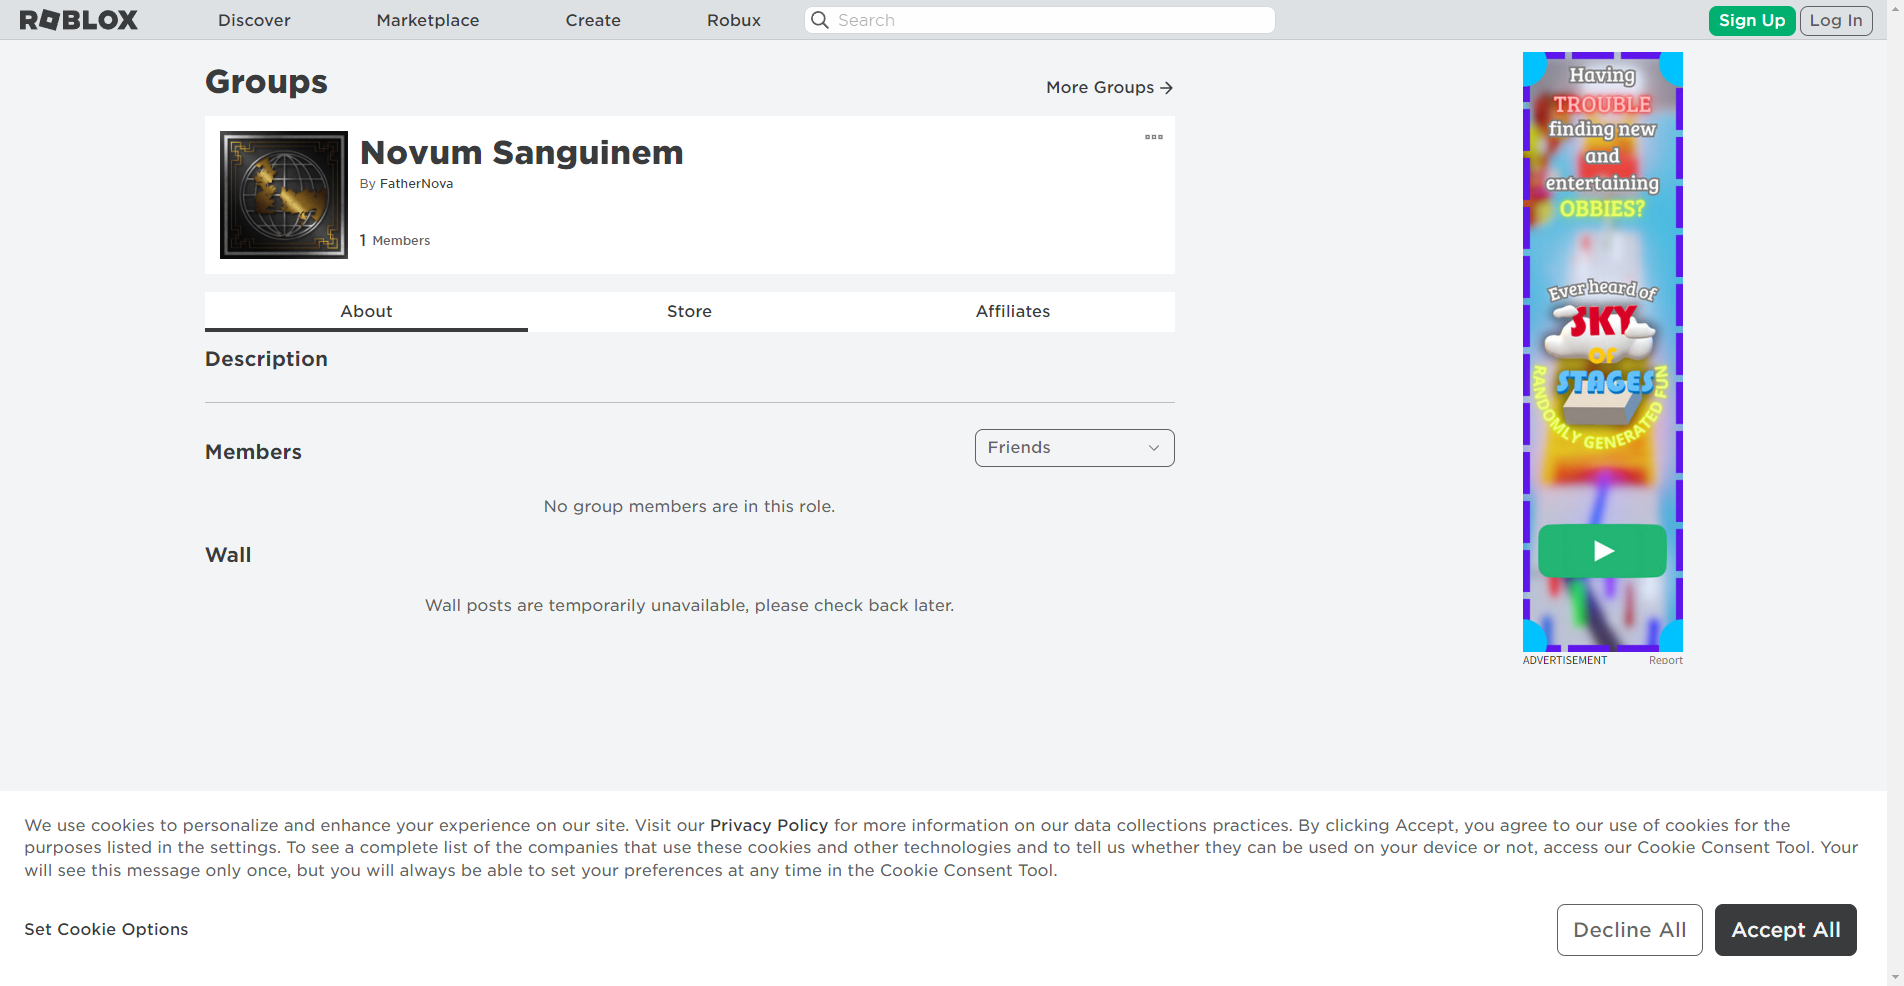 ROBLOX
Discover
Marketplace
Create
Robux
Search
Sign Up
Log In
Groups
More Groups
Novum Sanguinem
By FatherNova
1 Members
About
Store
Affiliates
Description
Members
Friends
No group members are in this role.
Wall
Wall posts are temporarily unavailable, please check back later.
Having
TROUBLE
finding new
and
entertaining
OBBIES?
Ever heard of
SKY
OF
STAGES
RANDOMLY GENERATED FUN
ADVERTISEMENT
Report
We use cookies to personalize and enhance your experience on our site. Visit our Privacy Policy for more information on our data collections practices. By clicking Accept, you agree to our use of cookies for the
purposes listed in the settings. To see a complete list of the companies that use these cookies and other technologies and to tell us whether they can be used on your device or not, access our Cookie Consent Tool. Your
will see this message only once, but you will always be able to set your preferences at any time in the Cookie Consent Tool.
Set Cookie Options
Decline All
Accept All